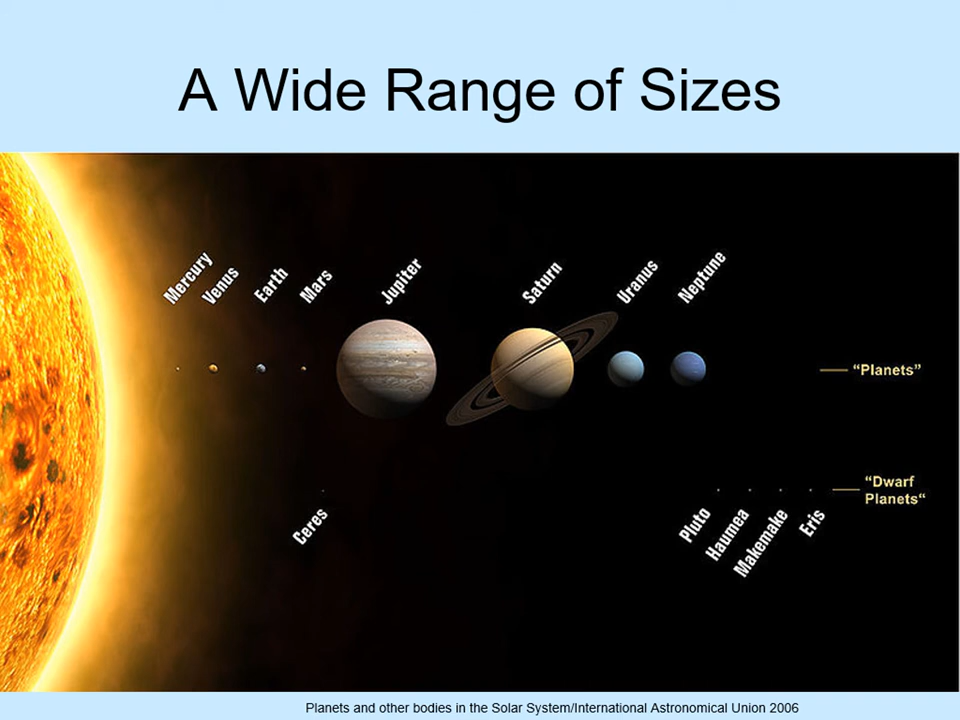 A Wide Range of Sizes
Mercury
Venus
Earth
Mars
Jupiter
Saturn
Uranus
Neptune
“Planets”
Ceres
Pluto
Haumea
Makemake
Eris
“Dwarf
Planets“
Planets and other bodies in the Solar System/International Astronomical Union 2006